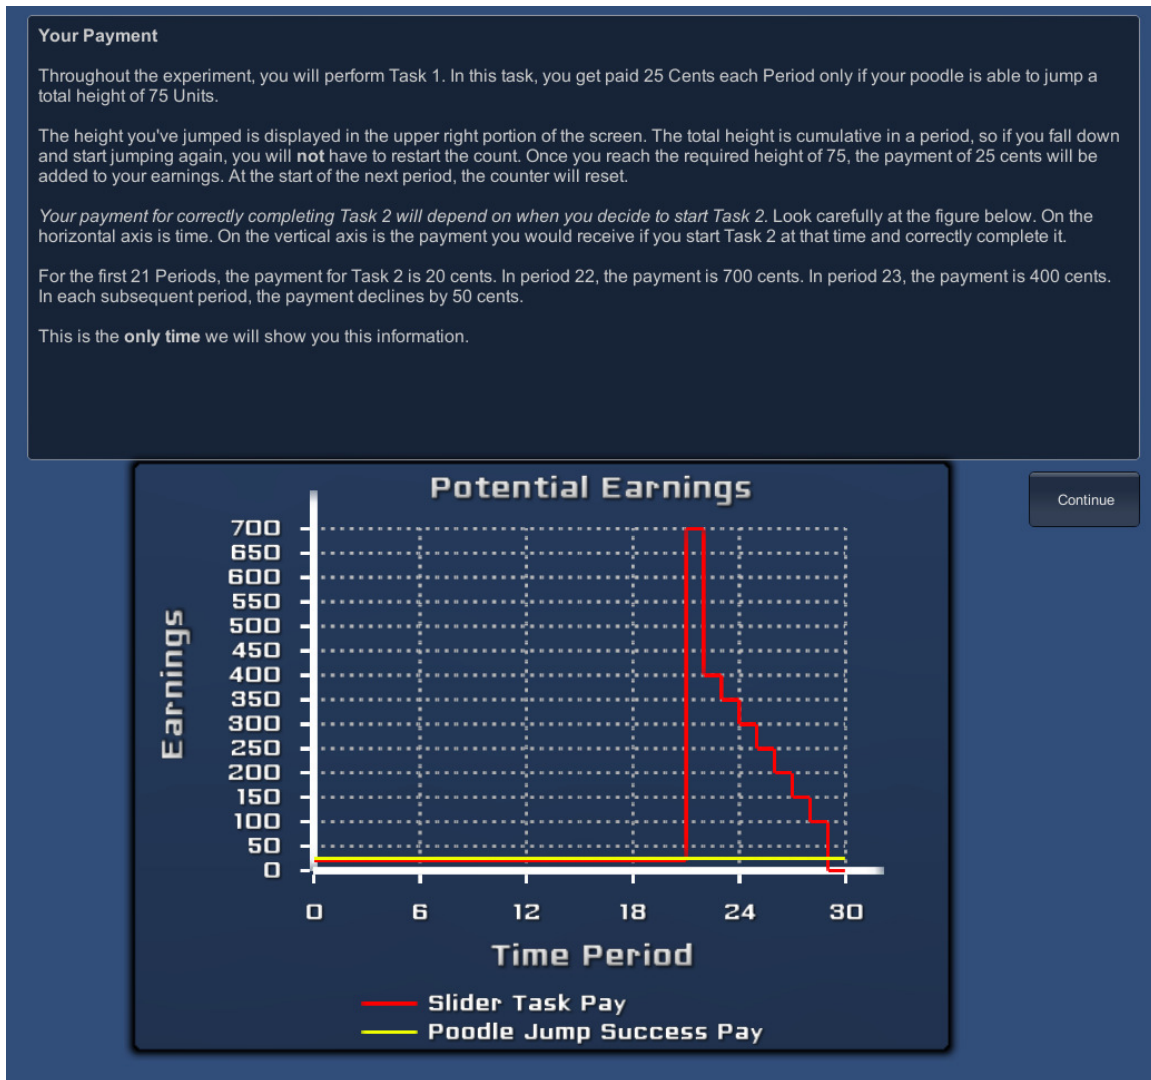 Your Payment
Throughout the experiment, you will perform Task 1. In this task, you get paid 25 Cents each Period only if your poodle is able to jump a
total height of 75 Units.
The height you've jumped is displayed in the upper right portion of the screen. The total height is cumulative in a period, so if you fall down
and start jumping again, you will not have to restart the count. Once you reach the required height of 75, the payment of 25 cents will be
added to your earnings. At the start of the next period, the counter will reset.
Your payment for correctly completing Task 2 will depend on when you decide to start Task 2. Look carefully at the figure below. On the
horizontal axis is time. On the vertical axis is the payment you would receive if you start Task 2 at that time and correctly complete it.
For the first 21 Periods, the payment for Task 2 is 20 cents. In period 22, the payment is 700 cents. In period 23, the payment is 400 cents.
In each subsequent period, the payment declines by 50 cents.
This is the only time we will show you this information.
Continue
Potential Earnings
Earnings
700
650
600
550
500
450
400
350
300
250
200
150
100
50
0
0 6 12 18 24 30
Time Period
Slider Task Pay
Poodle Jump Success Pay